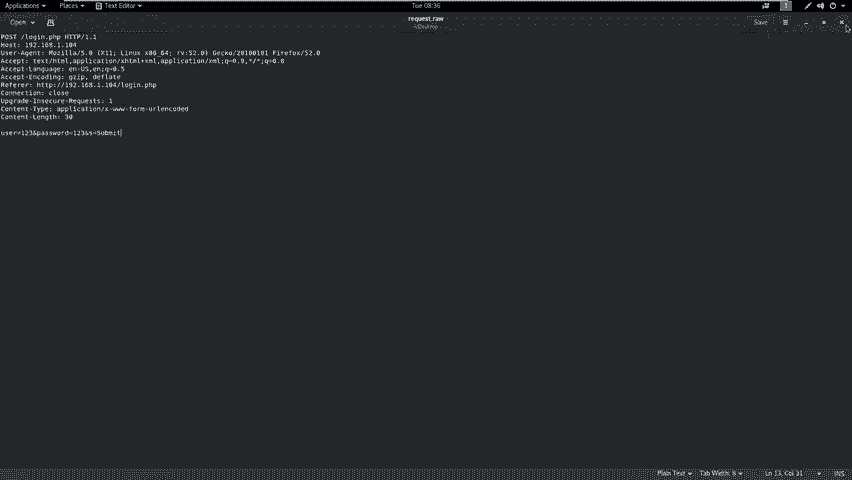 Applications Places Text Editor Tue 08:36 1
Open request.raw Save
~/Desktop
POST /login.php HTTP/1.1
Host: 192.168.1.104
User-Agent: Mozilla/5.0 (X11; Linux x86_64; rv:52.0) Gecko/20100101 Firefox/52.0
Accept: text/html,application/xhtml+xml,application/xml;q=0.9,*/*;q=0.8
Accept-Language: en-US,en;q=0.5
Accept-Encoding: gzip, deflate
Referer: http://192.168.1.104/login.php
Connection: close
Upgrade-Insecure-Requests: 1
Content-Type: application/x-www-form-urlencoded
Content-Length: 30

user=123&password=123&s=Submit
Plain Text Tab Width: 8 Ln 13, Col 31 INS